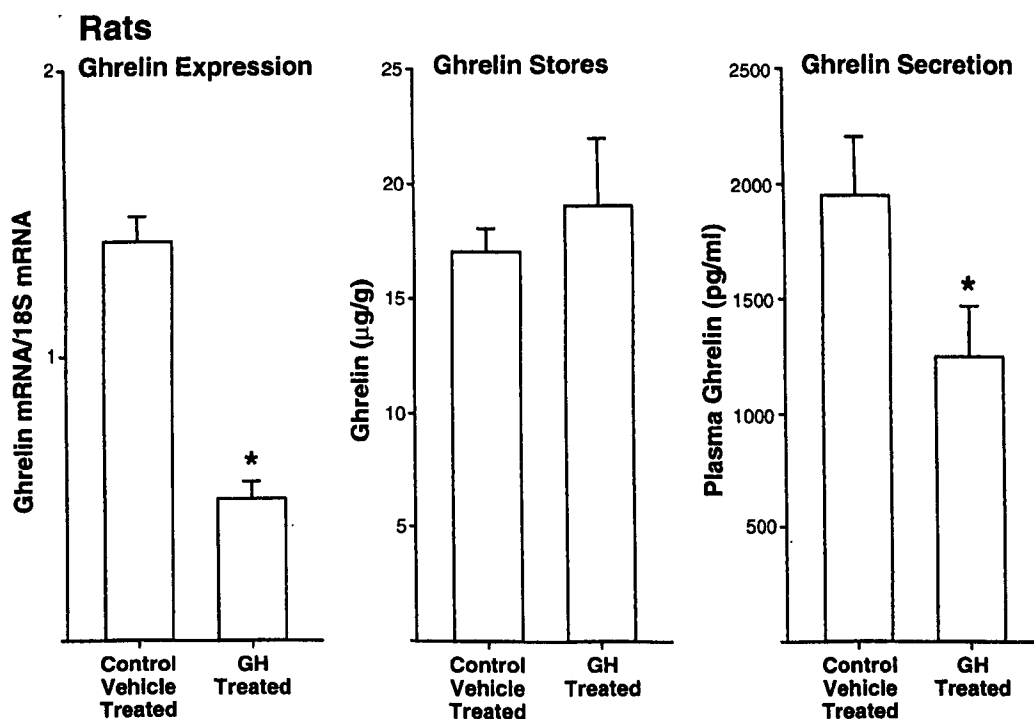 Rats
Ghrelin Expression
2
1
Ghrelin mRNA/18S mRNA
*
Control
Vehicle
Treated
GH
Treated
Ghrelin Stores
25
20
15
10
5
Ghrelin (µg/g)
Control
Vehicle
Treated
GH
Treated
Ghrelin Secretion
2500
2000
1500
1000
500
Plasma Ghrelin (pg/ml)
*
Control
Vehicle
Treated
GH
Treated